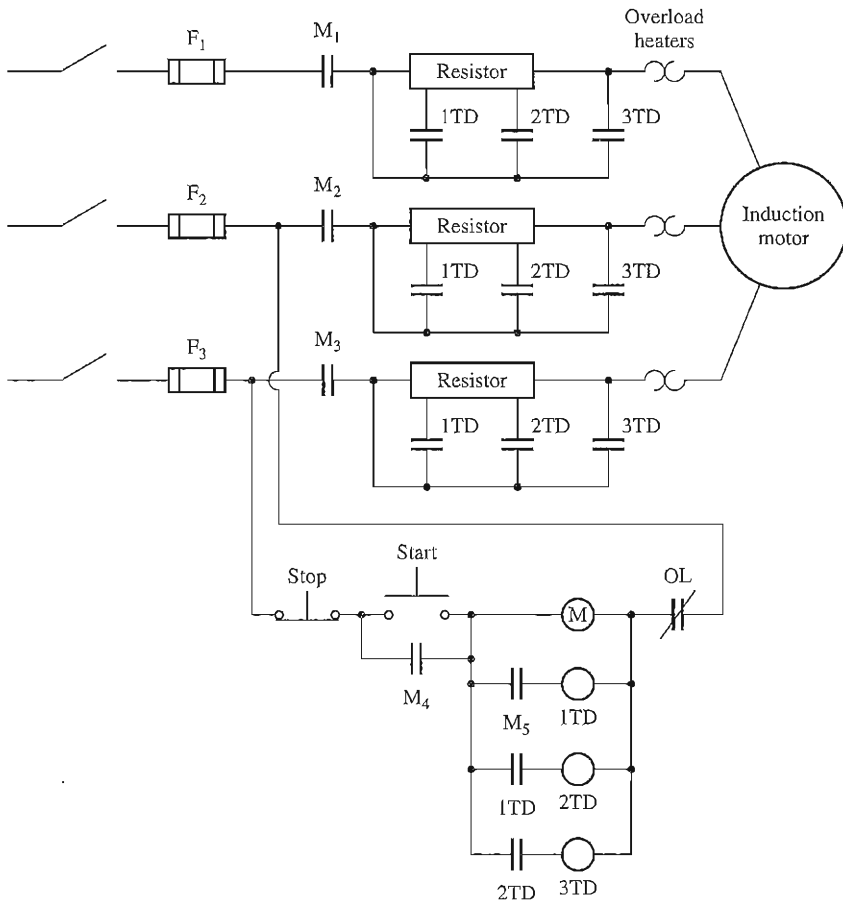 Overload
heaters
F1
M1
Resistor
1TD 2TD 3TD
F2
M2
Resistor
Induction
motor
1TD 2TD 3TD
F3
M3
Resistor
1TD 2TD 3TD
Start
Stop
OL
M
M4
M5
1TD
1TD
2TD
2TD
3TD